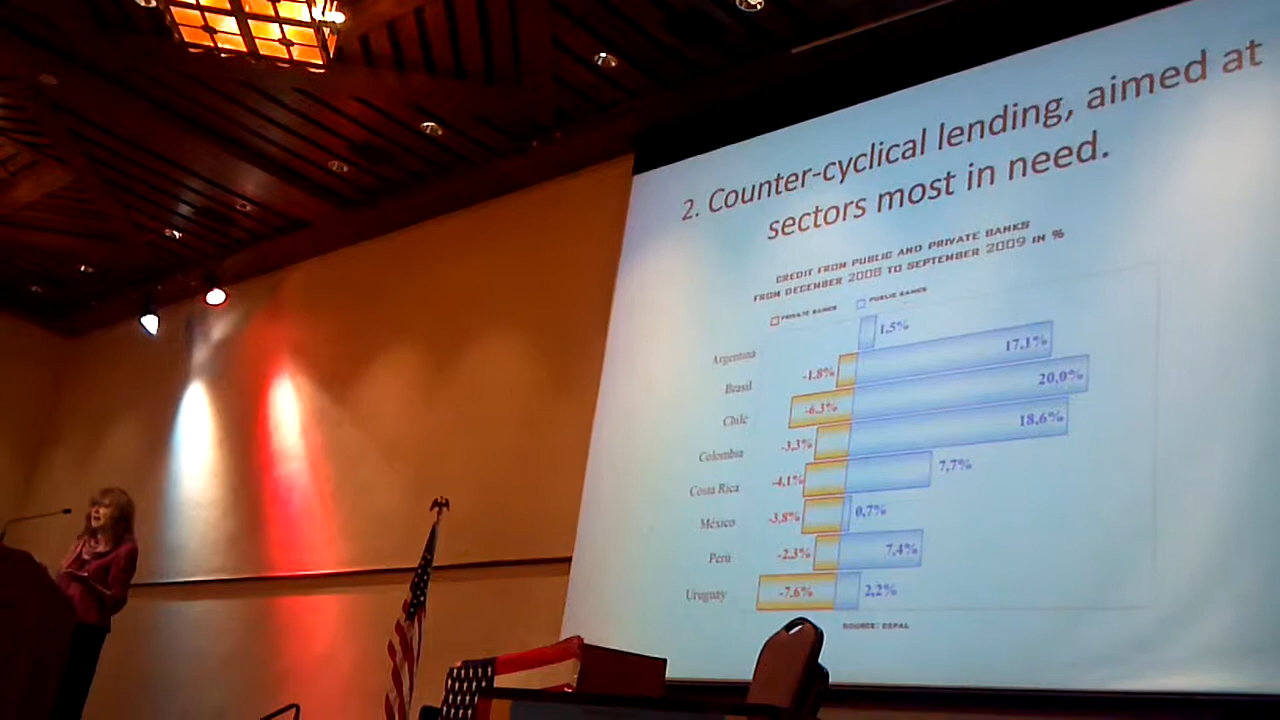 2. Counter-cyclical lending, aimed at
sectors most in need.
CREDIT FROM PUBLIC AND PRIVATE BANKS
FROM DECEMBER 2008 TO SEPTEMBER 2009 IN %
PRIVATE BANKS PUBLIC BANKS
Argentina 1.5%
Brasil -1.8% 17.1%
Chile -6.3% 20,0%
Colombia -3.3% 18,6%
Costa Rica -4,1% 7,7%
México -3,8% 0,7%
Perú -2.3% 7,4%
Uruguay -7.6% 2,2%
SOURCE: CEPAL